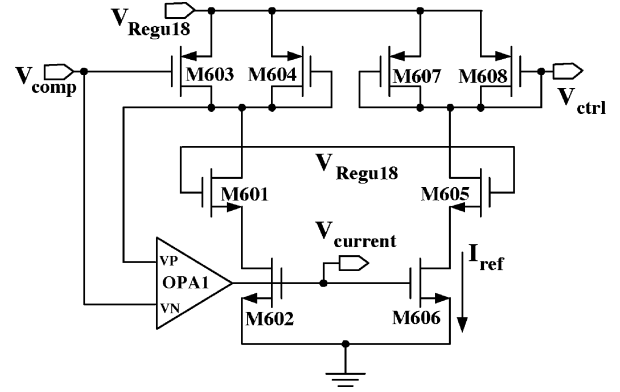 VRegu18
Vcomp
M603
M604
M607
M608
Vctrl
VRegu18
M601
M605
Vcurrent
Iref
VP
OPA1
VN
M602
M606